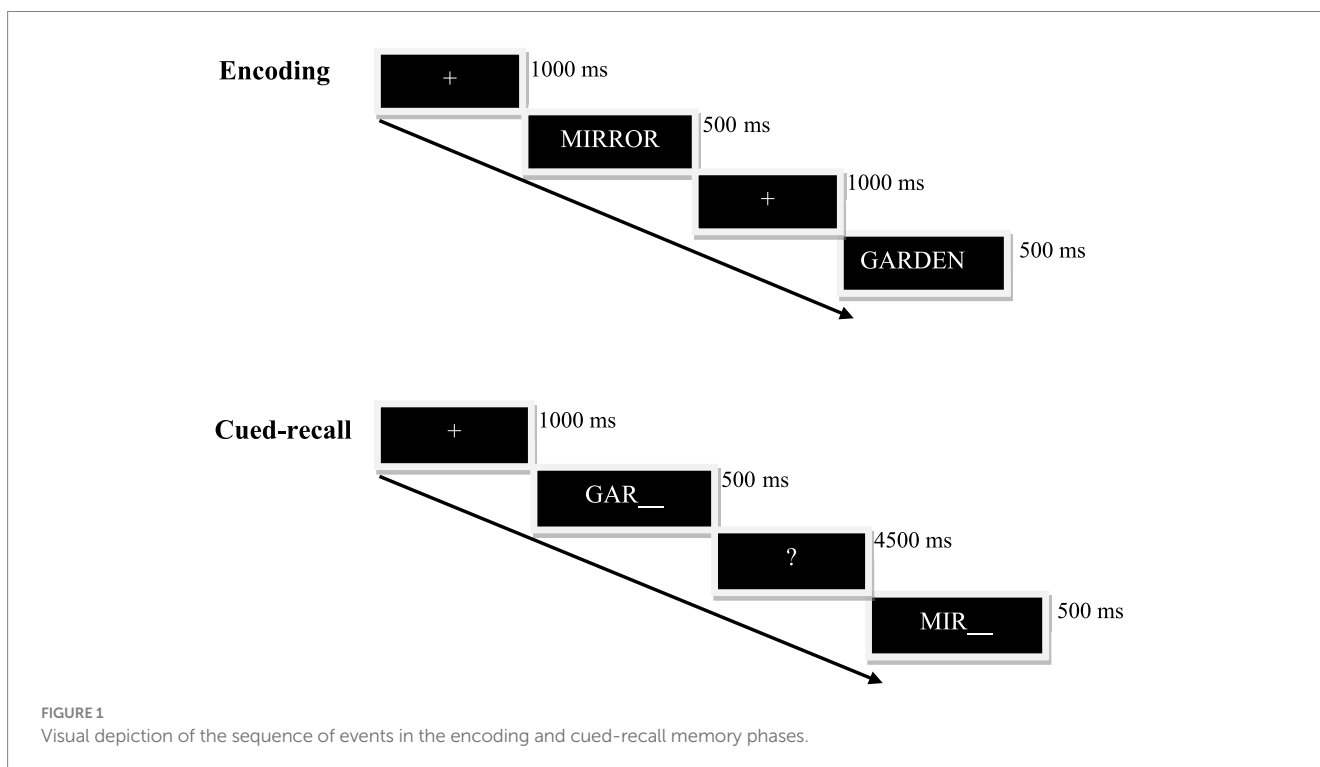 Encoding
+
1000 ms
MIRROR
500 ms
+
1000 ms
GARDEN
500 ms
Cued-recall
+
1000 ms
GAR__
500 ms
?
4500 ms
MIR__
500 ms
FIGURE 1
Visual depiction of the sequence of events in the encoding and cued-recall memory phases.